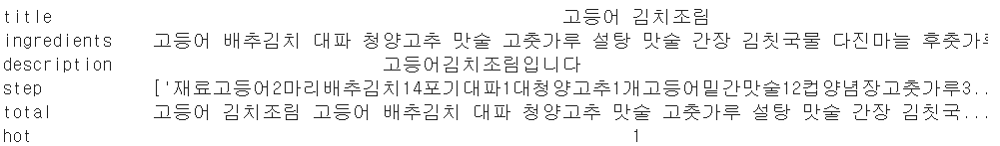 title 고등어 김치조림
ingredients 고등어 배추김치 대파 청양고추 맛술 고춧가루 설탕 맛술 간장 김칫국물 다진마늘 후춧가
description 고등어김치조림입니다
step ['재료고등어2마리배추김치14포기대파1대청양고추1개고등어밑간맛술12컵양념장고춧가루3...
total 고등어 김치조림 고등어 배추김치 대파 청양고추 맛술 고춧가루 설탕 맛술 간장 김칫국...
hot 1